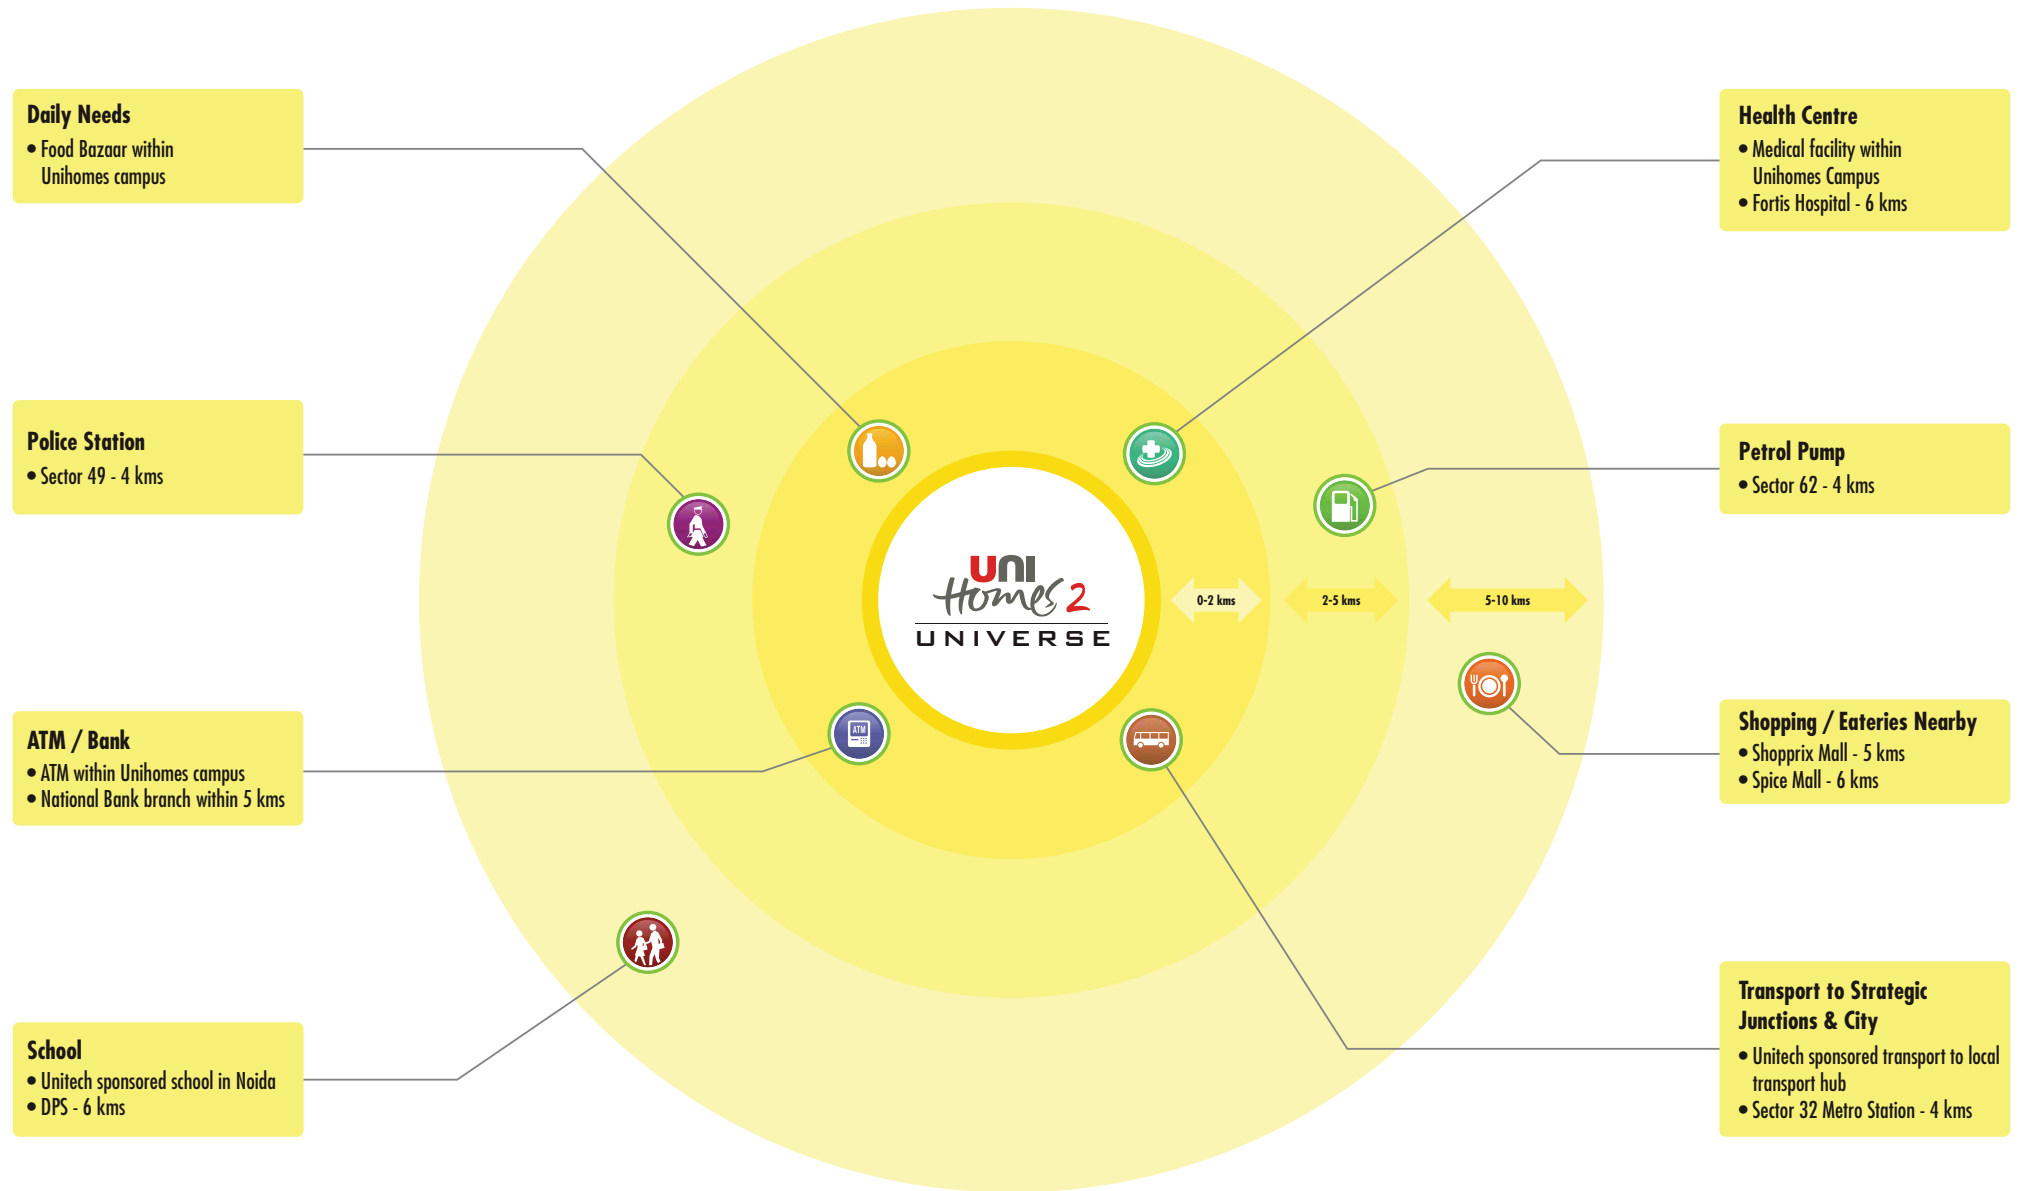 Daily Needs
• Food Bazaar within
Unihomes campus
Police Station
• Sector 49 - 4 kms
ATM / Bank
• ATM within Unihomes campus
• National Bank branch within 5 kms
School
• Unitech sponsored school in Noida
• DPS - 6 kms
ATM
UNI
Homes 2
UNIVERSE
0-2 kms
2-5 kms
5-10 kms
Health Centre
• Medical facility within
Unihomes Campus
• Fortis Hospital - 6 kms
Petrol Pump
• Sector 62 - 4 kms
Shopping / Eateries Nearby
• Shopprix Mall - 5 kms
• Spice Mall - 6 kms
Transport to Strategic
Junctions & City
• Unitech sponsored transport to local
transport hub
• Sector 32 Metro Station - 4 kms